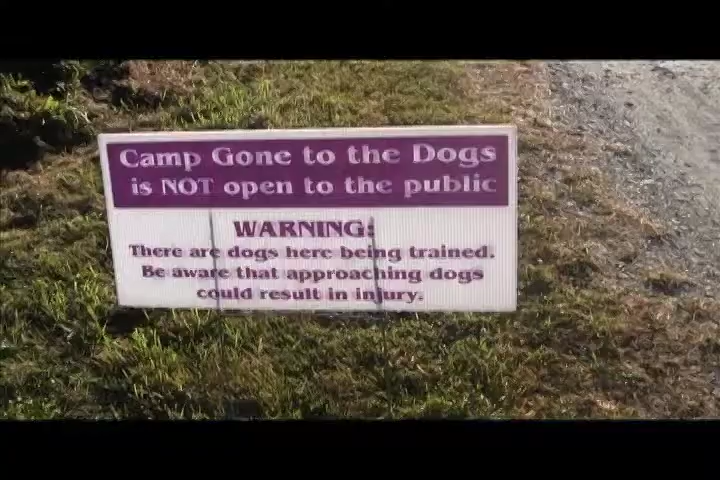 Camp Gone to the Dogs
is NOT open to the public
WARNING:
There are dogs here being trained.
Be aware that approaching dogs
could result in injury.